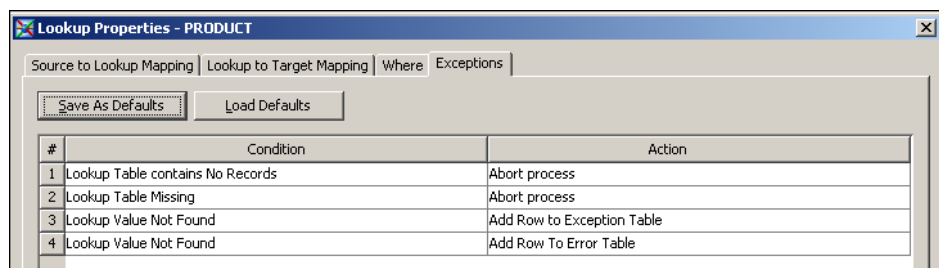 Lookup Properties - PRODUCT
Source to Lookup Mapping Lookup to Target Mapping Where Exceptions
Save As Defaults Load Defaults
# Condition Action
1 Lookup Table contains No Records Abort process
2 Lookup Table Missing Abort process
3 Lookup Value Not Found Add Row to Exception Table
4 Lookup Value Not Found Add Row To Error Table